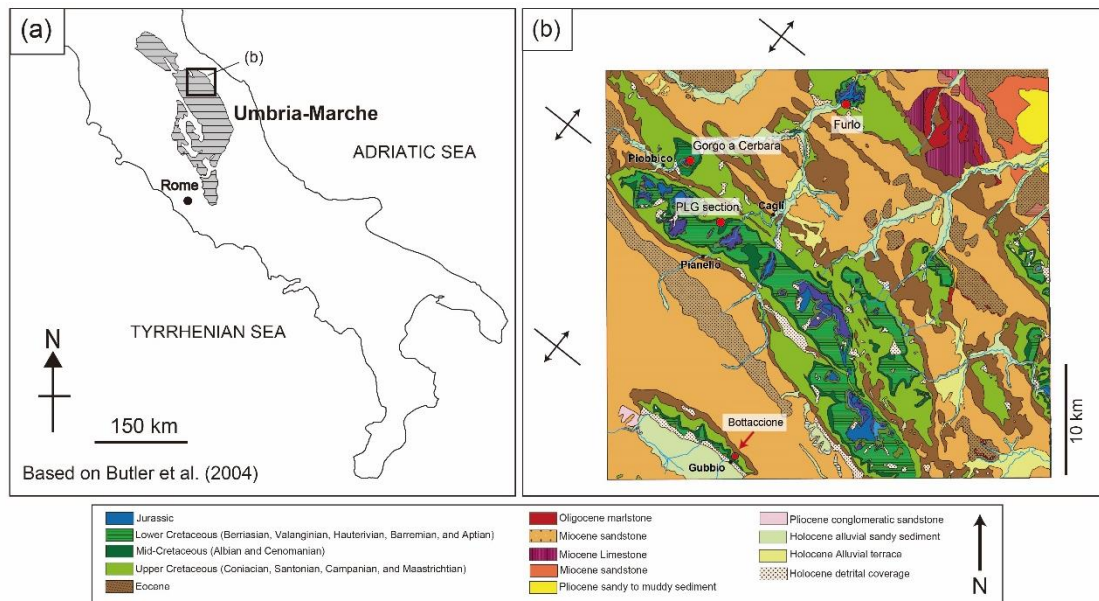 (a)
(b)
Umbria-Marche
ADRIATIC SEA
Rome
TYRRHENIAN SEA
N
150 km
Based on Butler et al. (2004)
(b)
Furlo
Gorgo a Cerbara
Piobbico
PLG section
Cagli
Pianello
Bottaccione
Gubbio
10 km
Jurassic
Lower Cretaceous (Berriasian, Valanginian, Hauterivian, Barremian, and Aptian)
Mid-Cretaceous (Albian and Cenomanian)
Upper Cretaceous (Coniacian, Santonian, Campanian, and Maastrichtian)
Eocene
Oligocene marlstone
Miocene sandstone
Miocene Limestone
Miocene sandstone
Pliocene sandy to muddy sediment
Pliocene conglomeratic sandstone
Holocene alluvial sandy sediment
Holocene Alluvial terrace
Holocene detrital coverage
N